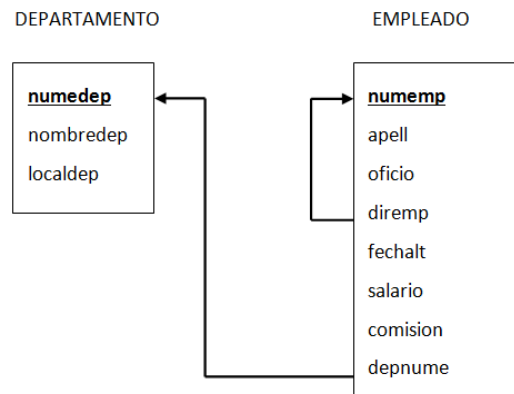 DEPARTAMENTO
numedep
nombredep
localdep
EMPLEADO
numemp
apell
oficio
diremp
fechalt
salario
comision
depnume